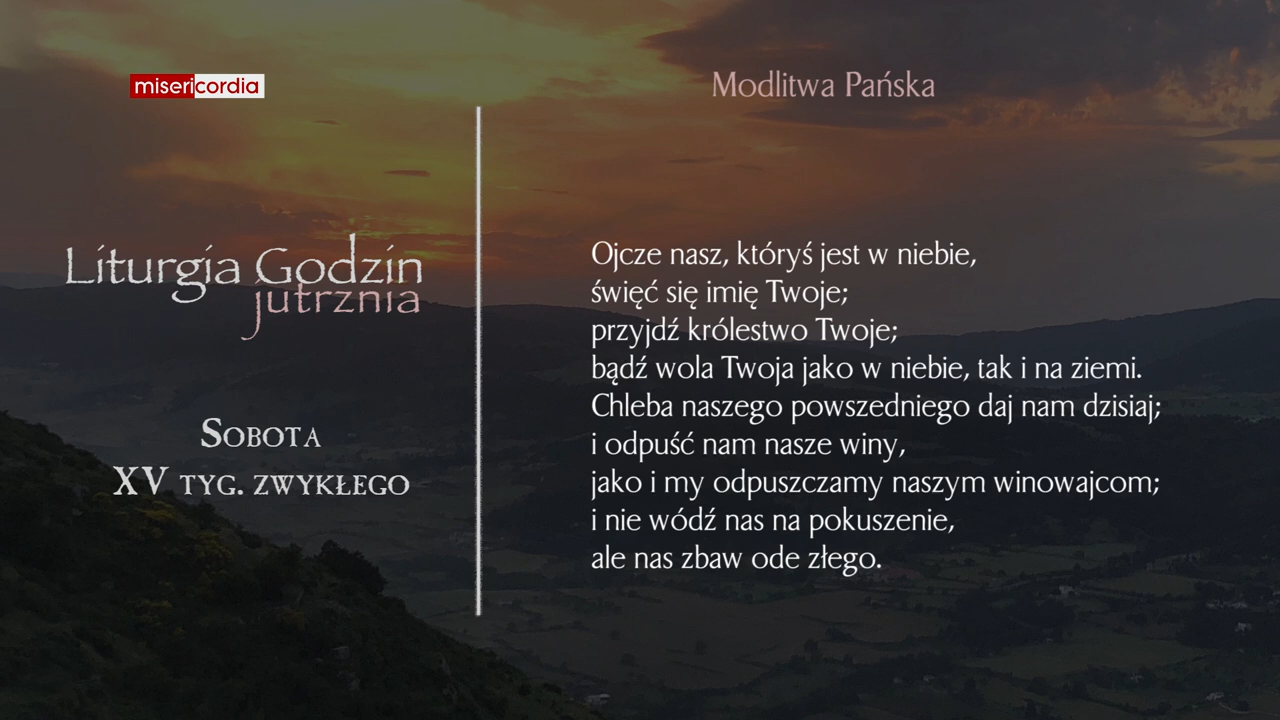 misericordia
Liturgia Godzin
jutrznia
Sobota
XV tyg. zwykłego
Modlitwa Pańska
Ojcze nasz, któryś jest w niebie,
święć się imię Twoje;
przyjdź królestwo Twoje;
bądź wola Twoja jako w niebie, tak i na ziemi.
Chleba naszego powszedniego daj nam dzisiaj;
i odpuść nam nasze winy,
jako i my odpuszczamy naszym winowajcom;
i nie wódź nas na pokuszenie,
ale nas zbaw ode złego.